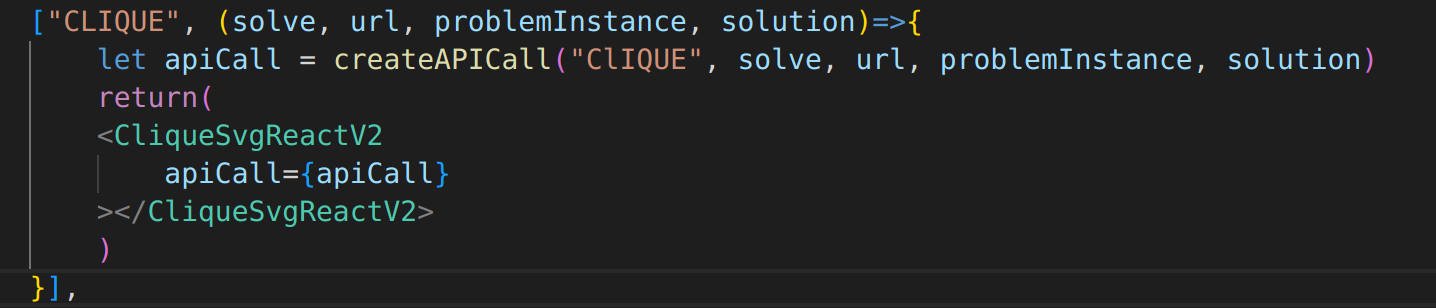 ["CLIQUE", (solve, url, problemInstance, solution)=>{
    let apiCall = createAPICall("ClIQUE", solve, url, problemInstance, solution)
    return(
    <CliqueSvgReactV2
        apiCall={apiCall}
    ></CliqueSvgReactV2>
    )
}],